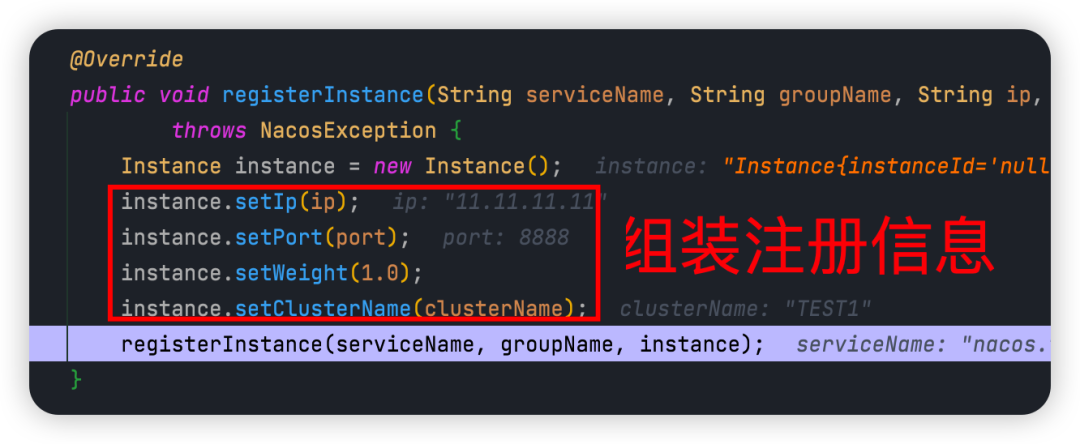 @Override
public void registerInstance(String serviceName, String groupName, String ip,
throws NacosException {
Instance instance = new Instance(); instance: "Instance{instanceId='null
instance.setIp(ip); ip: "11.11.11.11"
instance.setPort(port); port: 8888
组装注册信息
instance.setWeight(1.0);
instance.setClusterName(clusterName); clusterName: "TEST1"
registerInstance(serviceName, groupName, instance); serviceName: "nacos.
}